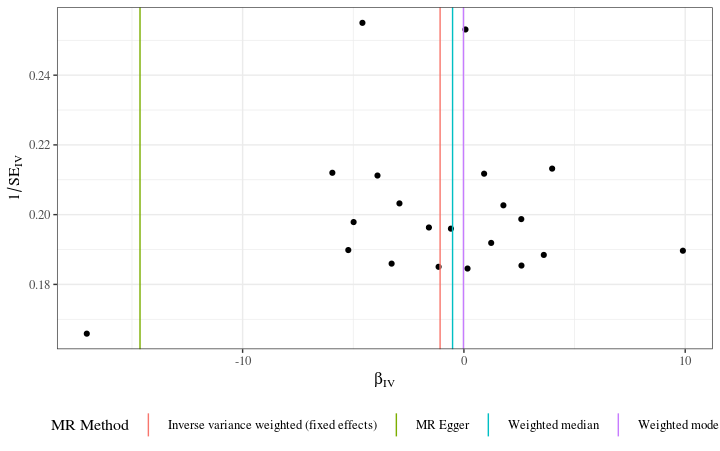 0.24
0.22
0.20
0.18
1/SE_IV
-10
0
10
β_IV
MR Method
Inverse variance weighted (fixed effects)
MR Egger
Weighted median
Weighted mode